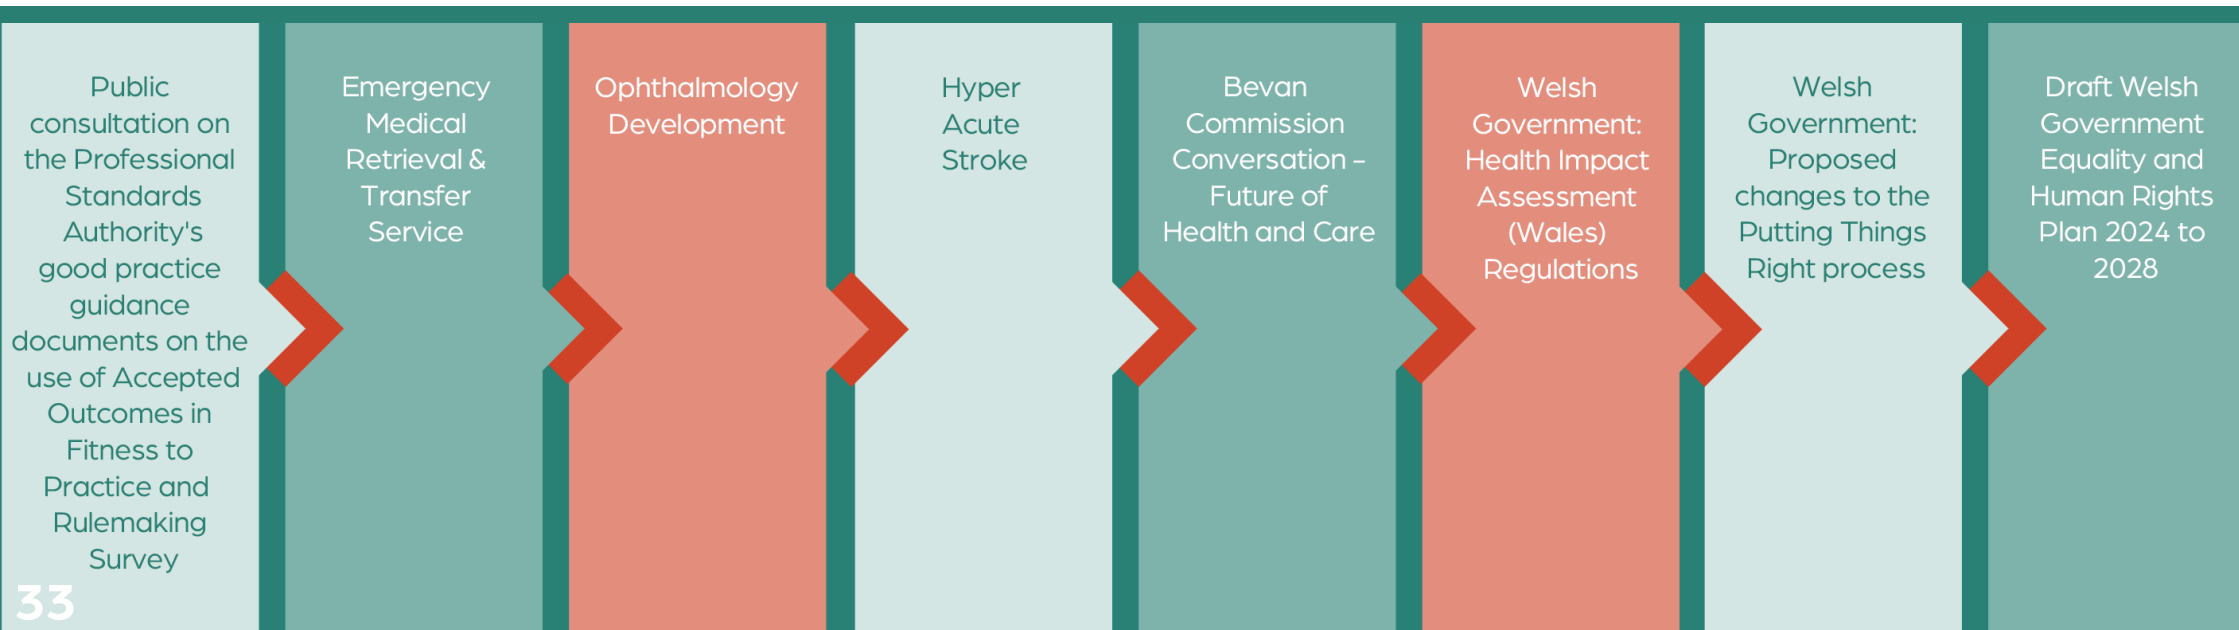 Public
consultation on
the Professional
Standards
Authority's
good practice
guidance
documents on the
use of Accepted
Outcomes in
Fitness to
Practice and
Rulemaking
Survey
Emergency
Medical
Retrieval &
Transfer
Service
Ophthalmology
Development
Hyper
Acute
Stroke
Bevan
Commission
Conversation –
Future of
Health and Care
Welsh
Government:
Health Impact
Assessment
(Wales)
Regulations
Welsh
Government:
Proposed
changes to the
Putting Things
Right process
Draft Welsh
Government
Equality and
Human Rights
Plan 2024 to
2028
33